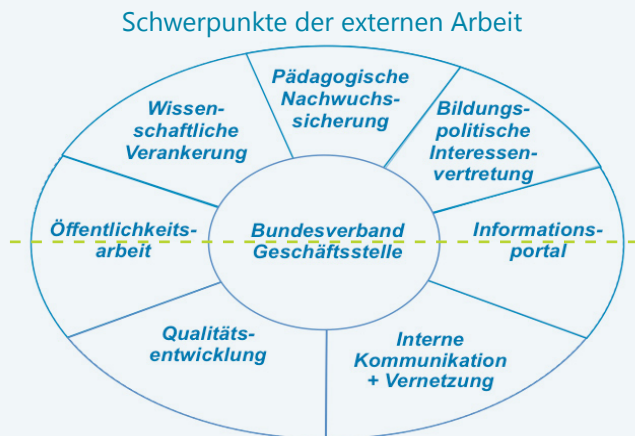 Schwerpunkte der externen Arbeit
Pädagogische
Nachwuchs-
sicherung
Wissen-
schaftliche
Verankerung
Bildungs-
politische
Interessen-
vertretung
Öffentlichkeits-
arbeit
Bundesverband
Geschäftsstelle
Informations-
portal
Qualitäts-
entwicklung
Interne
Kommunikation
+ Vernetzung